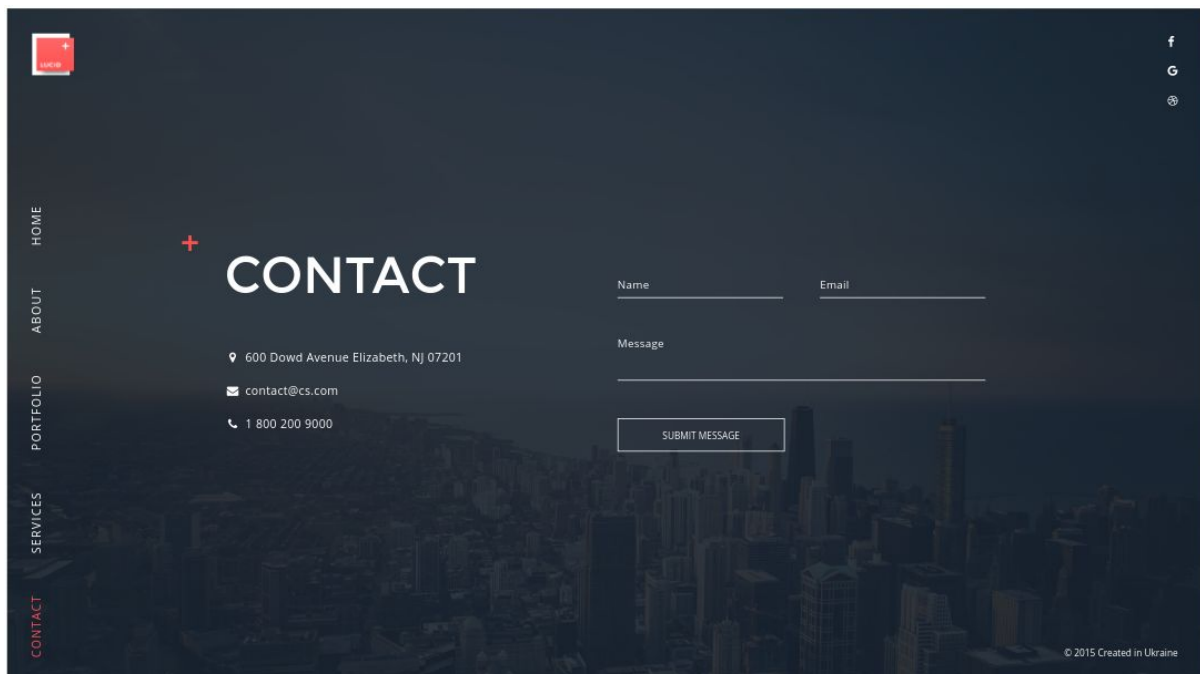 LUCID
HOME
ABOUT
PORTFOLIO
SERVICES
CONTACT
CONTACT
600 Dowd Avenue Elizabeth, NJ 07201
contact@cs.com
1 800 200 9000
Name
Email
Message
SUBMIT MESSAGE
© 2015 Created in Ukraine